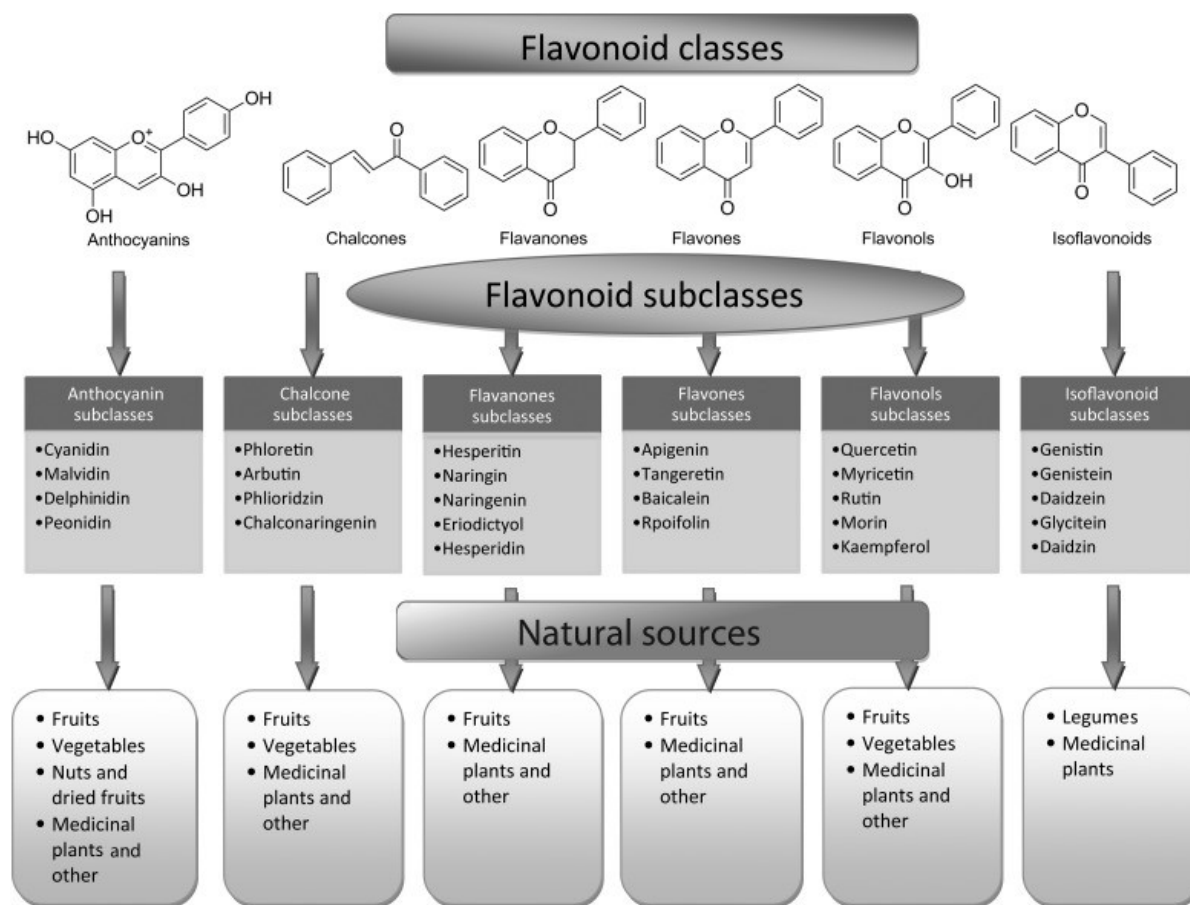 Flavonoid classes
OH
HO
O+
OH
OH
Anthocyanins
O
Chalcones
O
O
Flavanones
O
O
Flavones
O
OH
O
Flavonols
O
O
Isoflavonoids
Flavonoid subclasses
Anthocyanin
subclasses
•Cyanidin
•Malvidin
•Delphinidin
•Peonidin
Chalcone
subclasses
•Phloretin
•Arbutin
•Phlioridzin
•Chalconaringenin
Flavanones
subclasses
•Hesperitin
•Naringin
•Naringenin
•Eriodictyol
•Hesperidin
Flavones
subclasses
•Apigenin
•Tangeretin
•Baicalein
•Rpoifolin
Flavonols
subclasses
•Quercetin
•Myricetin
•Rutin
•Morin
•Kaempferol
Isoflavonoid
subclasses
•Genistin
•Genistein
•Daidzein
•Glycitein
•Daidzin
Natural sources
• Fruits
• Vegetables
• Nuts and
dried fruits
• Medicinal
plants and
other
• Fruits
• Vegetables
• Medicinal
plants and
other
• Fruits
• Medicinal
plants and
other
• Fruits
• Medicinal
plants and
other
• Fruits
• Vegetables
• Medicinal
plants and
other
• Legumes
• Medicinal
plants